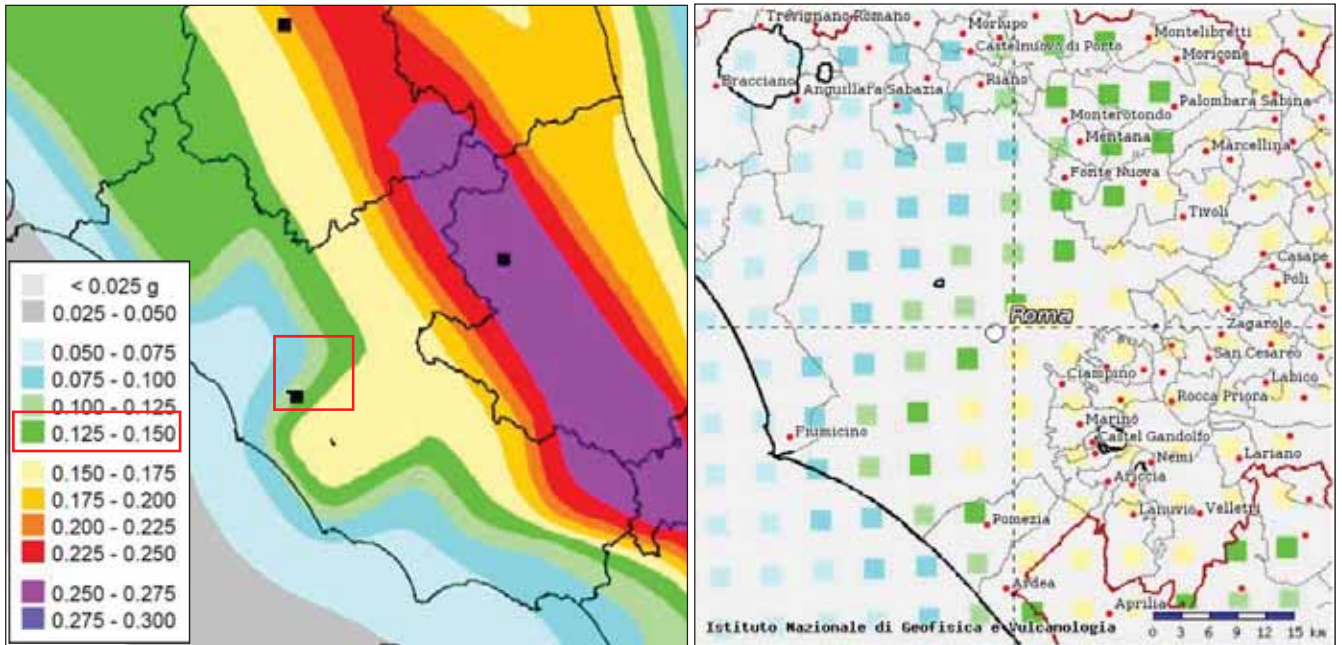 < 0.025 g
0.025 - 0.050
0.050 - 0.075
0.075 - 0.100
0.100 - 0.125
0.125 - 0.150
0.150 - 0.175
0.175 - 0.200
0.200 - 0.225
0.225 - 0.250
0.250 - 0.275
0.275 - 0.300
Trevignano Romano
Morlupo
Montelibretti
Castelnuovo di Porto
Moricone
Bracciano
Riano
Anguillara Sabazia
Palombara Sabina
Monterotondo
Mentana
Marcellina
Fonte Nuova
Tivoli
Casape
Poli
Roma
Zagarolo
San Cesareo
Ciampino
Labico
Rocca Priora
Marino
Fiumicino
Castel Gandolfo
Nemi
Lariano
Ariccia
Lanuvio
Velletri
Pomezia
Ardea
Aprilia
Istituto Nazionale di Geofisica e Vulcanologia
0 3 6 9 12 15 km